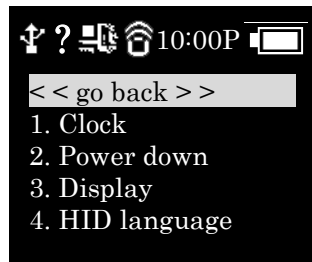 ? 10:00P
< < go back > >
1. Clock
2. Power down
3. Display
4. HID language